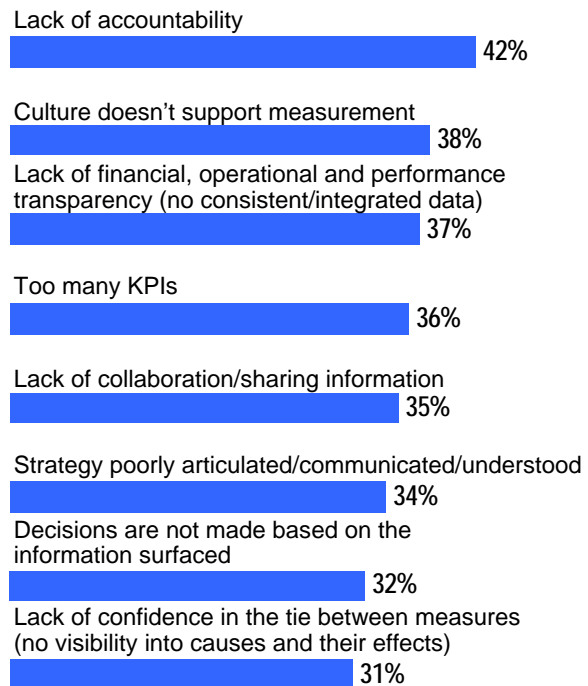 Lack of accountability
42%
Culture doesn’t support measurement
38%
Lack of financial, operational and performance
transparency (no consistent/integrated data)
37%
Too many KPIs
36%
Lack of collaboration/sharing information
35%
Strategy poorly articulated/communicated/understood
34%
Decisions are not made based on the
information surfaced
32%
Lack of confidence in the tie between measures
(no visibility into causes and their effects)
31%